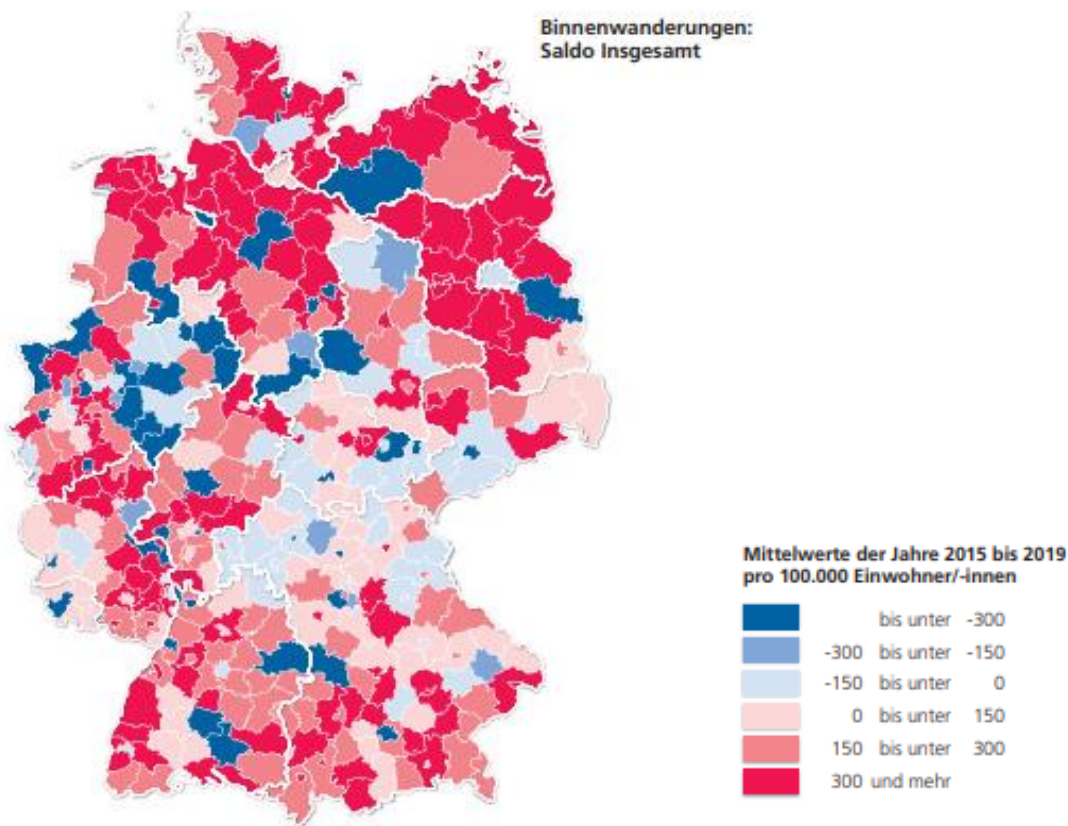 Binnenwanderungen:
Saldo Insgesamt
Mittelwerte der Jahre 2015 bis 2019
pro 100.000 Einwohner/-innen
bis unter -300
-300 bis unter -150
-150 bis unter 0
0 bis unter 150
150 bis unter 300
300 und mehr